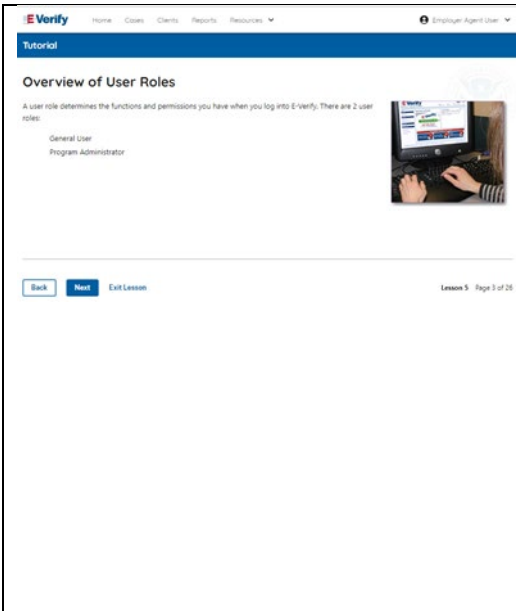 E-Verify Home Cases Clients Reports Resources Employer Agent User
Tutorial
Overview of User Roles
A user role determines the functions and permissions you have when you log into E-Verify. There are 2 user
roles:
General User
Program Administrator
Back Next Exit Lesson Lesson 5 Page 3 of 26